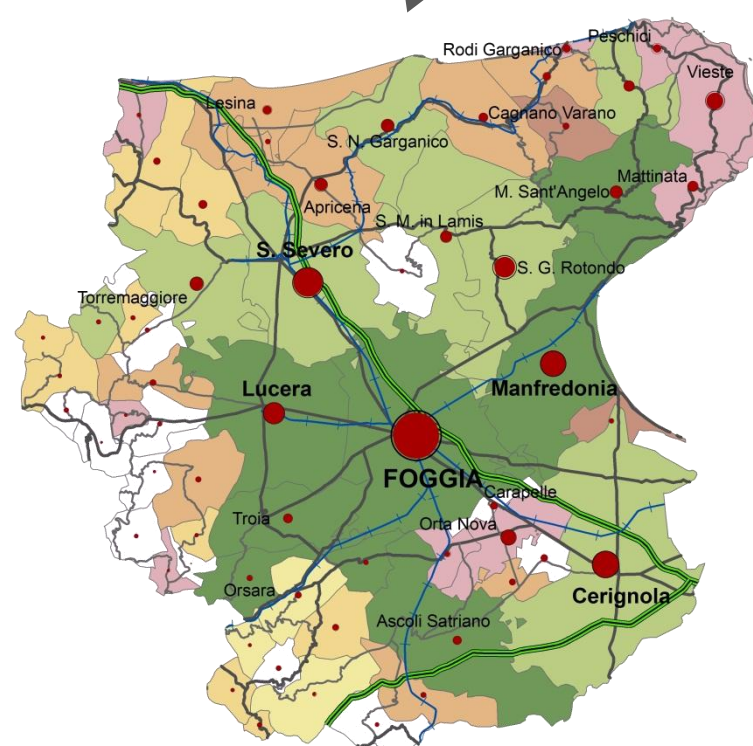 Peschici
Rodi Garganico
Vieste
Lesina
Cagnano Varano
S. N. Garganico
Mattinata
M. Sant'Angelo
Apricena
S. M. in Lamis
S. Severo
S. G. Rotondo
Torremaggiore
Lucera
Manfredonia
FOGGIA
Carapelle
Troia
Orta Nova
Orsara
Cerignola
Ascoli Satriano